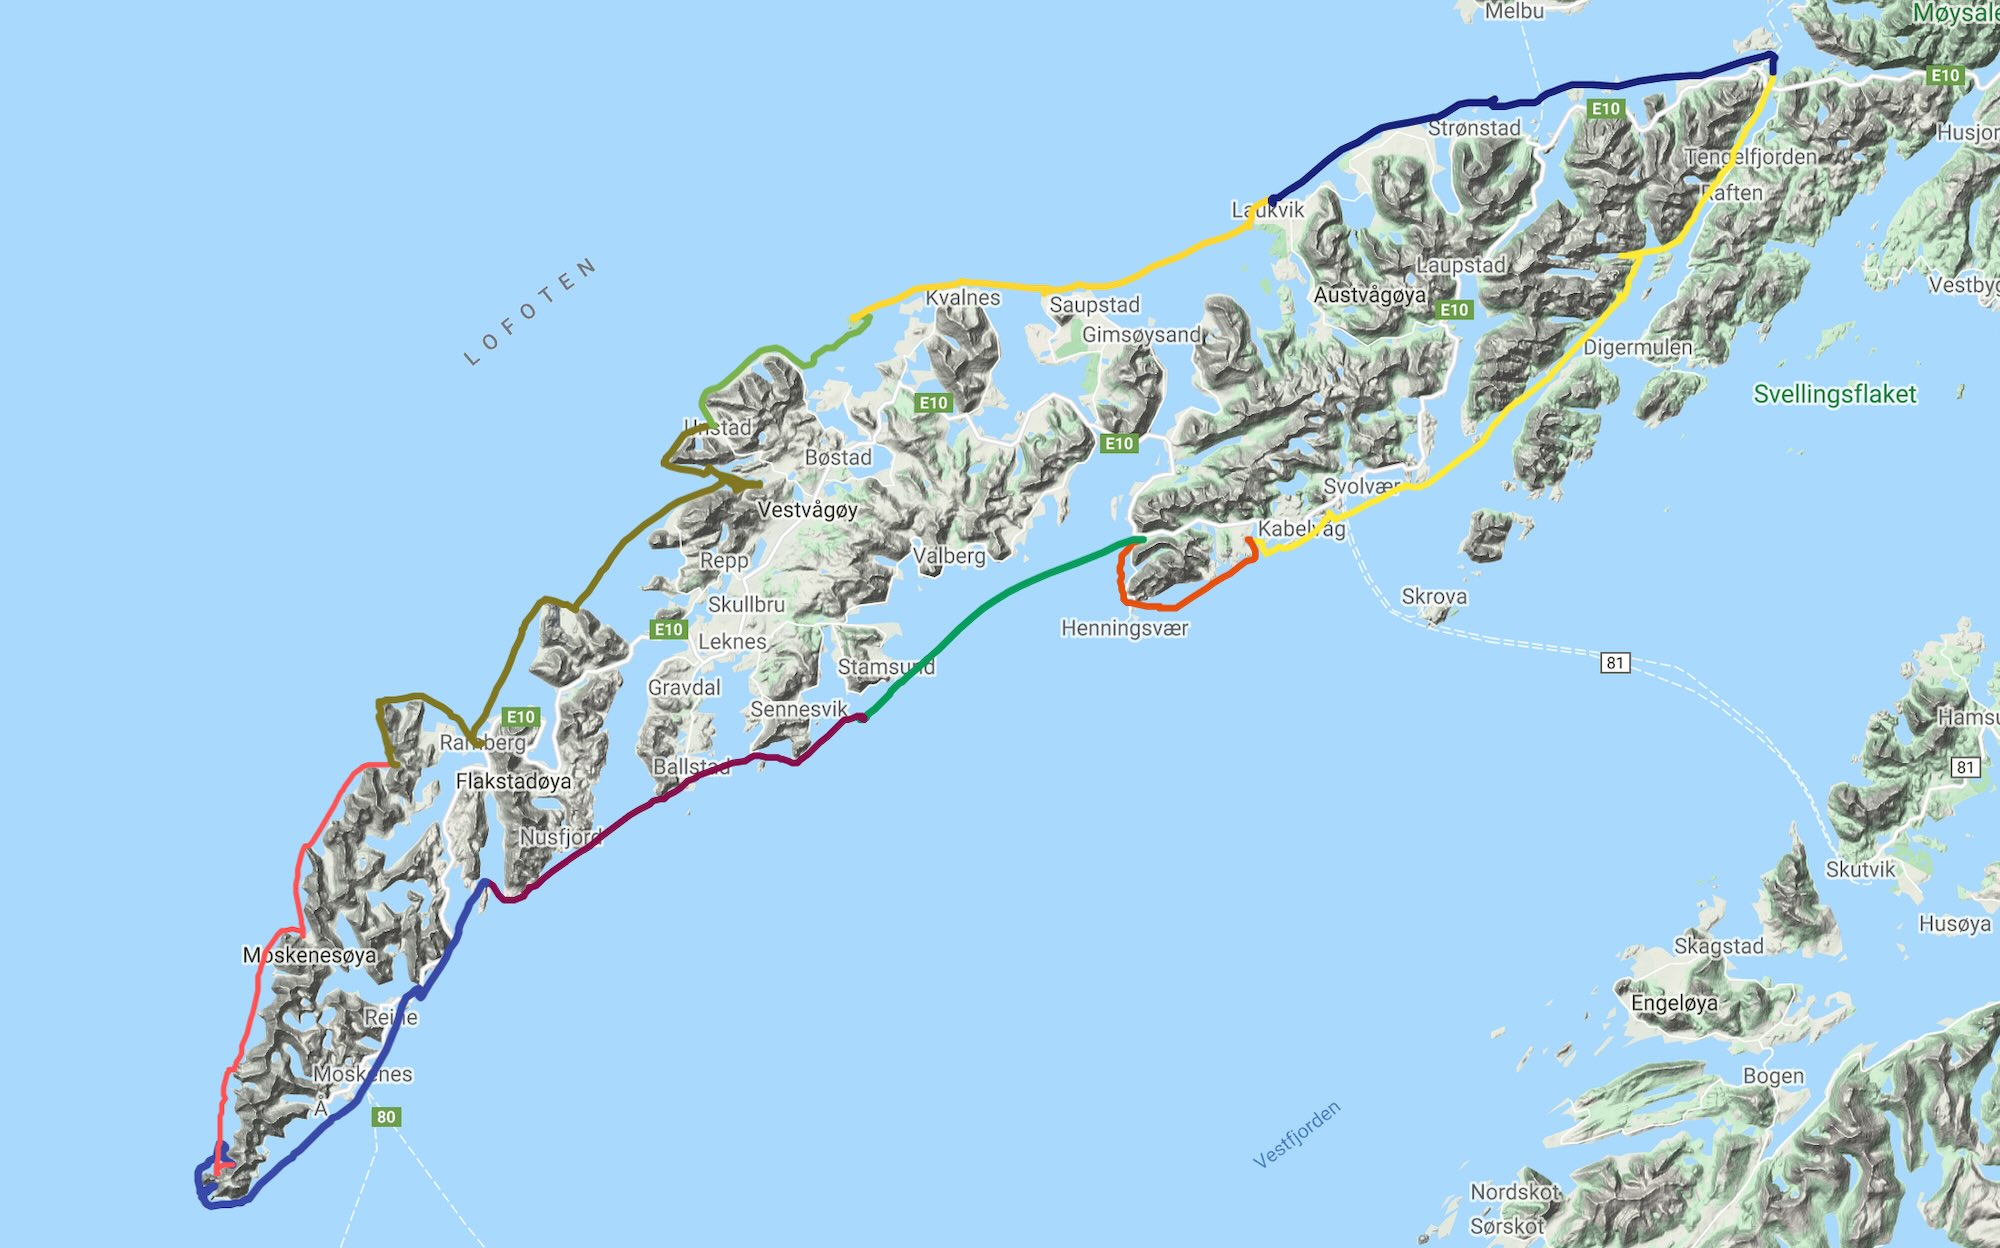 Melbu
Møysale
E10
E10
Strønstad
Husjor
Tengelfjorden
Raften
Laukvik
LOFOTEN
Laupstad
Vestbyg
Kvalnes
Saupstad
Austvågøya
E10
Gimsøysand
Digermulen
Svellingsflaket
E10
Unstad
E10
Bøstad
Svolvær
Vestvågøy
Kabelvåg
Valberg
Repp
Skrova
Skullbru
E10
Henningsvær
Leknes
81
Stamsund
Gravdal
Sennesvik
E10
Hamsu
Ramberg
Ballstad
81
Flakstadøya
Nusfjord
Skutvik
Husøya
Skagstad
Moskenesøya
Engeløya
Reine
Moskenes
Bogen
Å
80
Vestfjorden
Nordskot
Sørskot